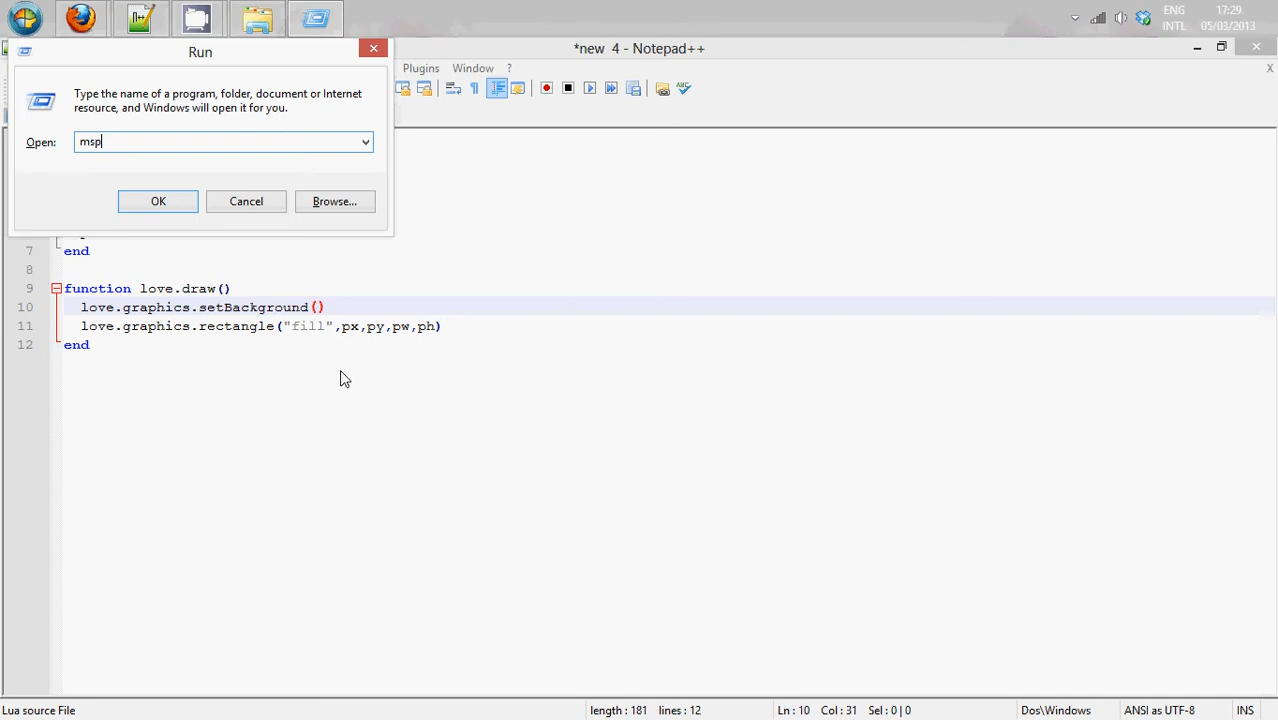 ENG
INTL
17:29
05/03/2013
Run
*new 4 - Notepad++
Plugins Window ? X
Type the name of a program, folder, document or Internet
resource, and Windows will open it for you.
Open: msp
OK Cancel Browse...
7 end
8
9 function love.draw()
10 love.graphics.setBackground()
11 love.graphics.rectangle("fill",px,py,pw,ph)
12 end
Lua source File length : 181 lines : 12 Ln : 10 Col : 31 Sel : 0 | 0 Dos\Windows ANSI as UTF-8 INS